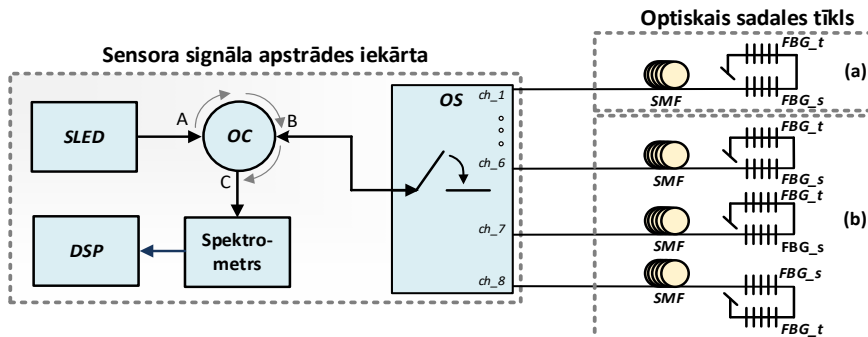 Optiskais sadales tīkls
Sensora signāla apstrādes iekārta
SLED
A
OC
B
C
DSP
Spektro-
metrs
OS
ch_1
ch_6
ch_7
ch_8
SMF
FBG_t
FBG_s
(a)
SMF
FBG_t
FBG_s
SMF
FBG_t
FBG_s
(b)
SMF
FBG_s
FBG_t